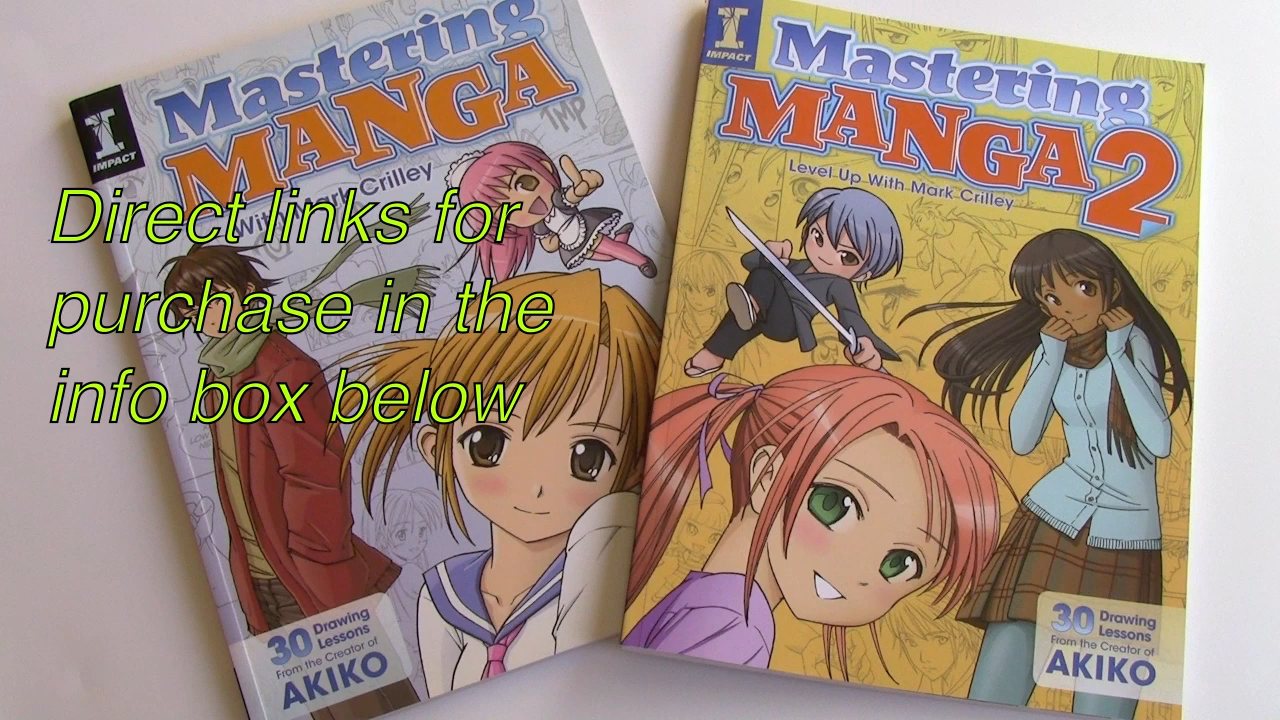 IMPACT
Mastering
MANGA
With Mark Crilley
TMP
30 Drawing
Lessons
From the Creator of
AKIKO
IMPACT
Mastering
MANGA 2
Level Up With Mark Crilley
30 Drawing
Lessons
From the Creator of
AKIKO
Direct links for
purchase in the
info box below